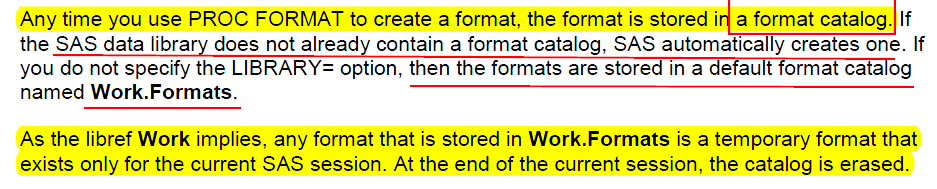 Any time you use PROC FORMAT to create a format, the format is stored in a format catalog. If
the SAS data library does not already contain a format catalog, SAS automatically creates one. If
you do not specify the LIBRARY= option, then the formats are stored in a default format catalog
named Work.Formats.
As the libref Work implies, any format that is stored in Work.Formats is a temporary format that
exists only for the current SAS session. At the end of the current session, the catalog is erased.